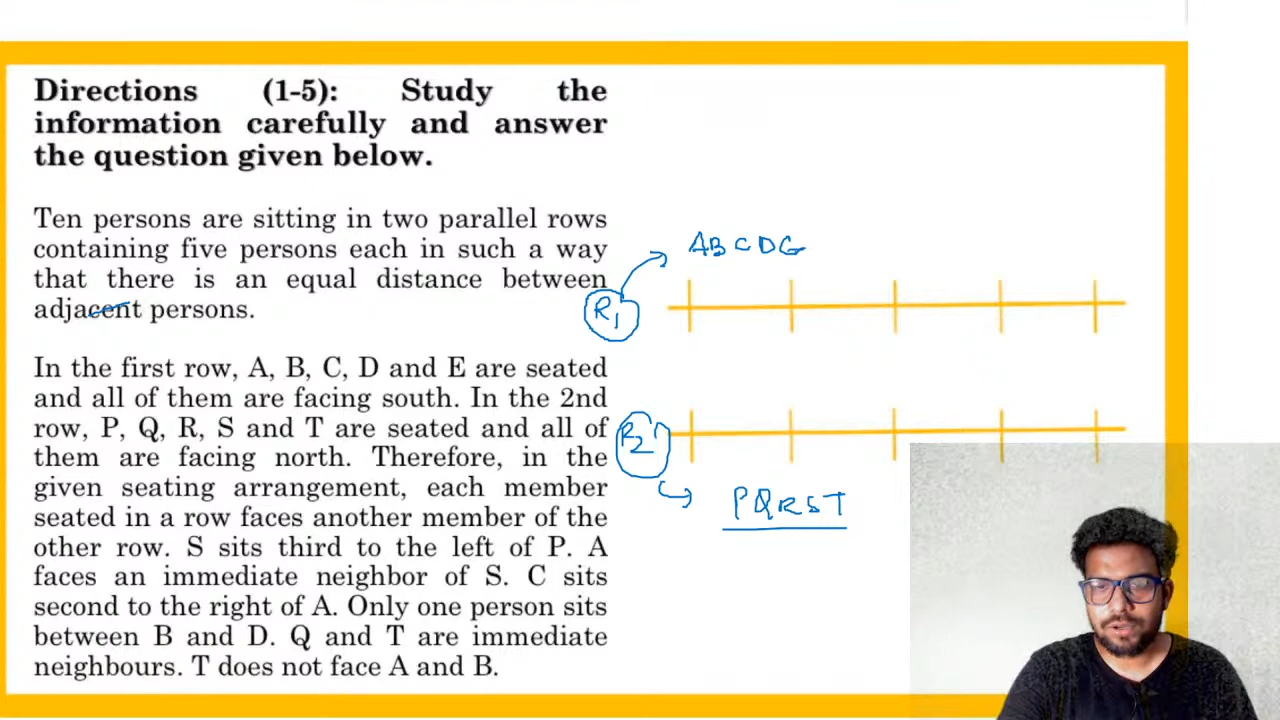 Directions (1-5): Study the
information carefully and answer
the question given below.
Ten persons are sitting in two parallel rows
containing five persons each in such a way
that there is an equal distance between
adjacent persons.
In the first row, A, B, C, D and E are seated
and all of them are facing south. In the 2nd
row, P, Q, R, S and T are seated and all of
them are facing north. Therefore, in the
given seating arrangement, each member
seated in a row faces another member of the
other row. S sits third to the left of P. A
faces an immediate neighbor of S. C sits
second to the right of A. Only one person sits
between B and D. Q and T are immediate
neighbours. T does not face A and B.
A B C D G
R1
R2
P Q R S T